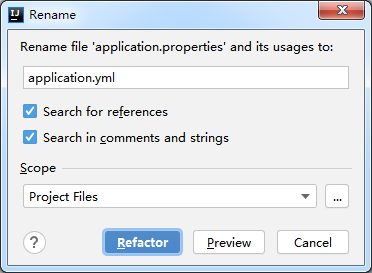 IJ
Rename
Rename file 'application.properties' and its usages to:
application.yml
Search for references
Search in comments and strings
Scope
Project Files
...
?
Refactor
Preview
Cancel